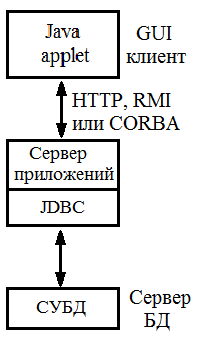 Java
applet
GUI
клиент
HTTP, RMI
или CORBA
Сервер
приложений
JDBC
СУБД
Сервер
БД